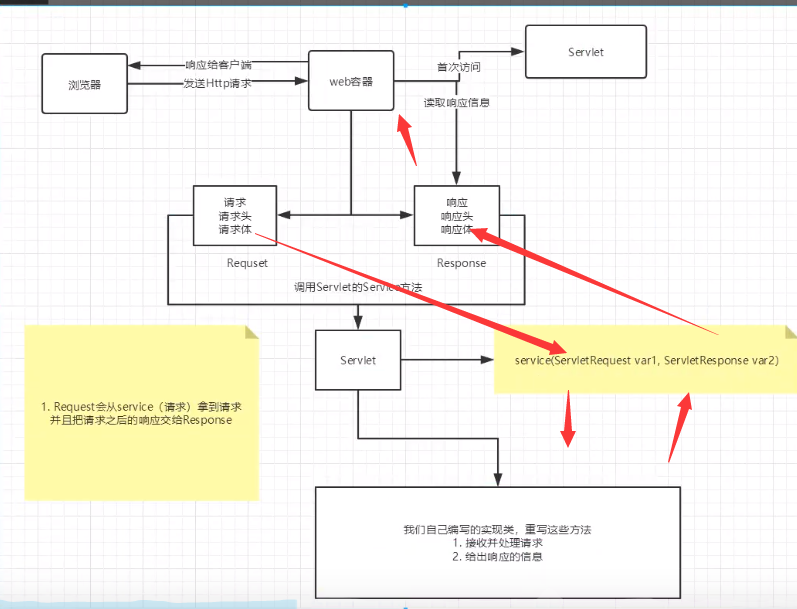 浏览器
响应给客户端
发送Http请求
web容器
首次访问
Servlet
读取响应信息
请求
请求头
请求体
响应
响应头
响应体
Requset
Response
调用Servlet的Service方法
Servlet
service(ServletRequest var1, ServletResponse var2)
1. Request会从service（请求）拿到请求
并且把请求之后的响应交给Response
我们自己编写的实现类，重写这些方法
1. 接收并处理请求
2. 给出响应的信息